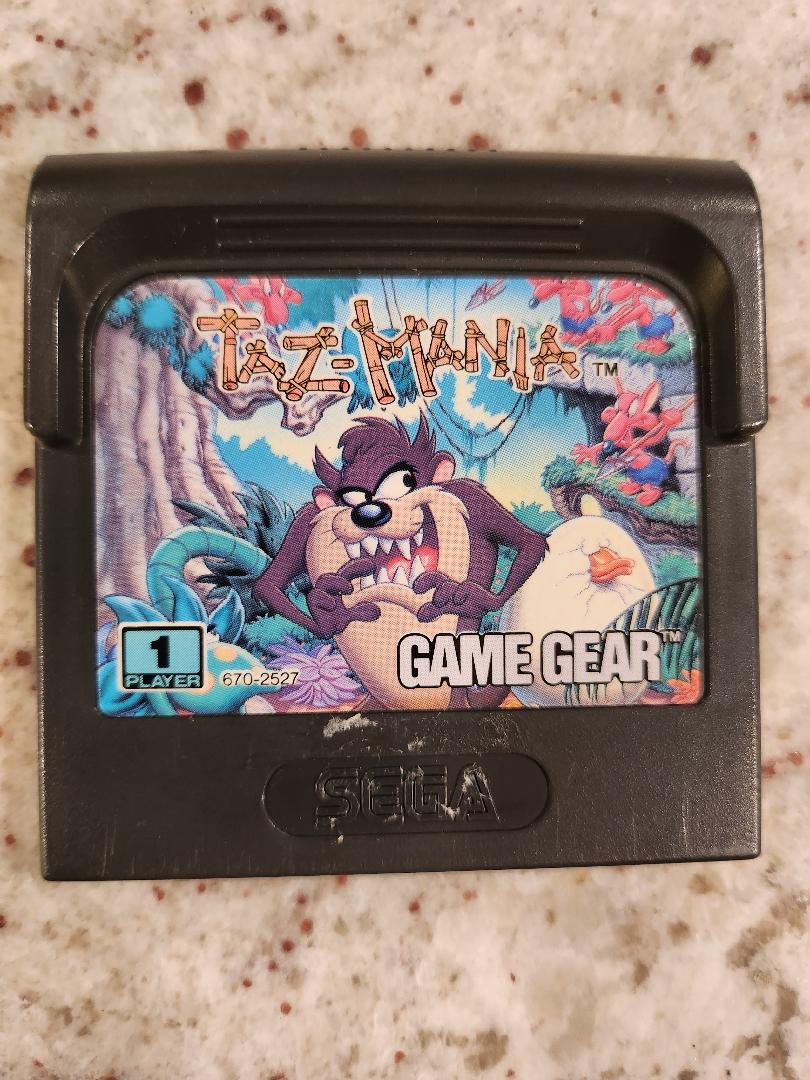 TAZ-MANIA™
1
PLAYER
670-2527
GAME GEAR™
SEGA